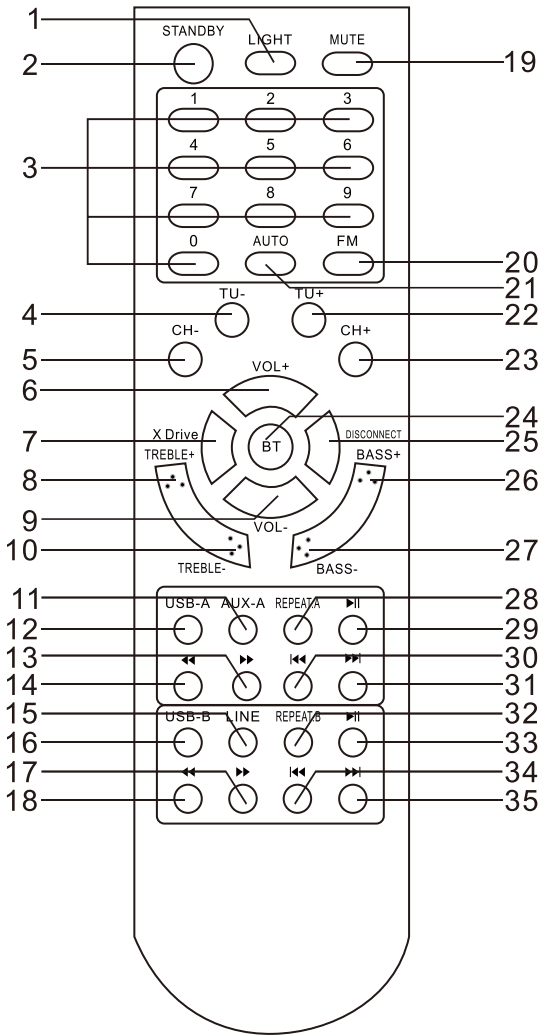 1
STANDBY LIGHT MUTE
2 19
1 2 3
4 5 6
3
7 8 9
0 AUTO FM
20
21
TU- TU+
4 22
CH- CH+
5 23
VOL+
6
24
7 X Drive BT DISCONNECT 25
TREBLE+ BASS+
8 26
9 VOL-
10 27
TREBLE- BASS-
11 28
USB-A AUX-A REPEAT.A
12 29
13 30
14 31
15 32
USB-B LINE REPEAT.B
16 33
17 34
18 35